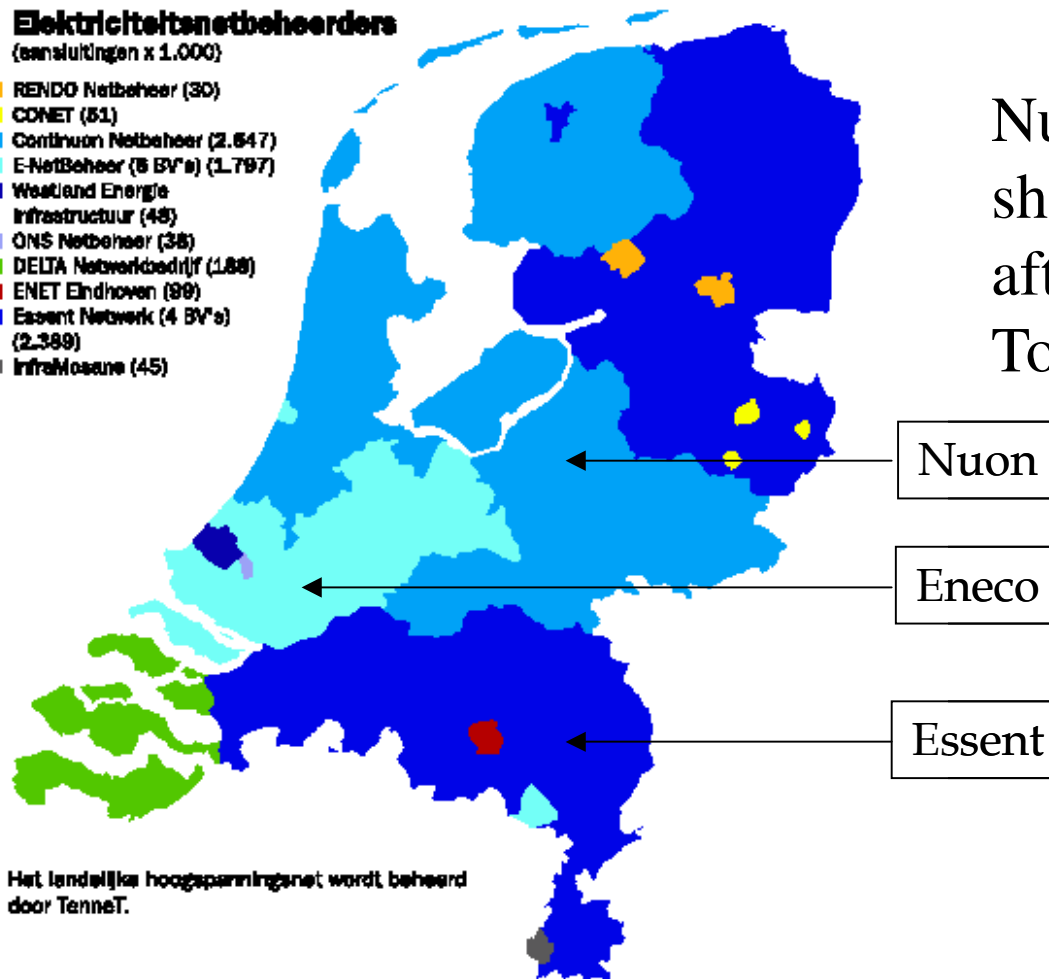 Elektriciteitsnetbeheerders
(aansluitingen x 1.000)
RENDO Netbeheer (30)
CONET (51)
Continuon Netbeheer (2.647)
E-NetBeheer (5 BV's) (1.797)
Westland Energie
Infrastructuur (48)
ONS Netbeheer (38)
DELTA Netwerkbedrijf (188)
ENET Eindhoven (99)
Essent Netwerk (4 BV's)
(2.389)
InfraMosane (45)
Nu
sh
aft
To
Nuon
Eneco
Essent
Het landelijke hoogspanningsnet wordt beheerd
door TenneT.